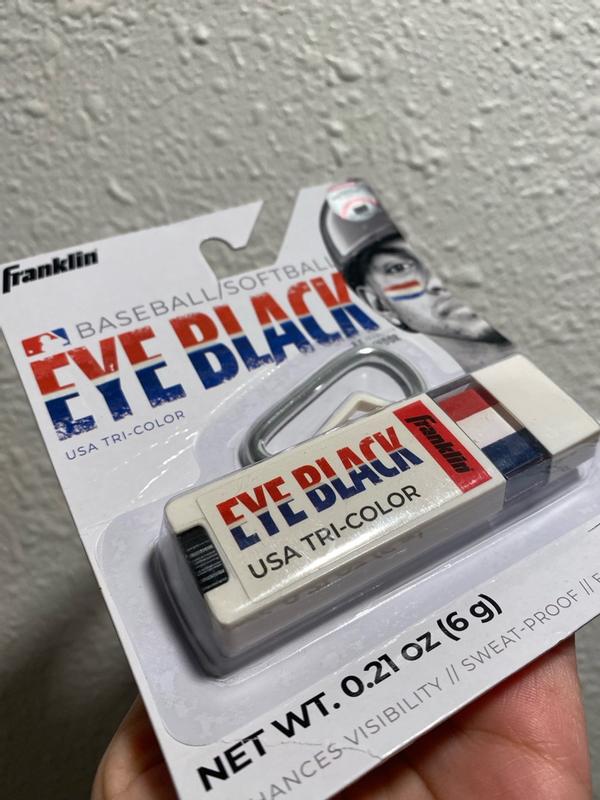 Franklin
BASEBALL/SOFTBALL
EYE BLACK
USA TRI-COLOR
EYE BLACK
Franklin
USA TRI-COLOR
NET WT. 0.21 oz (6 g)
HANCES VISIBILITY // SWEAT-PROOF //